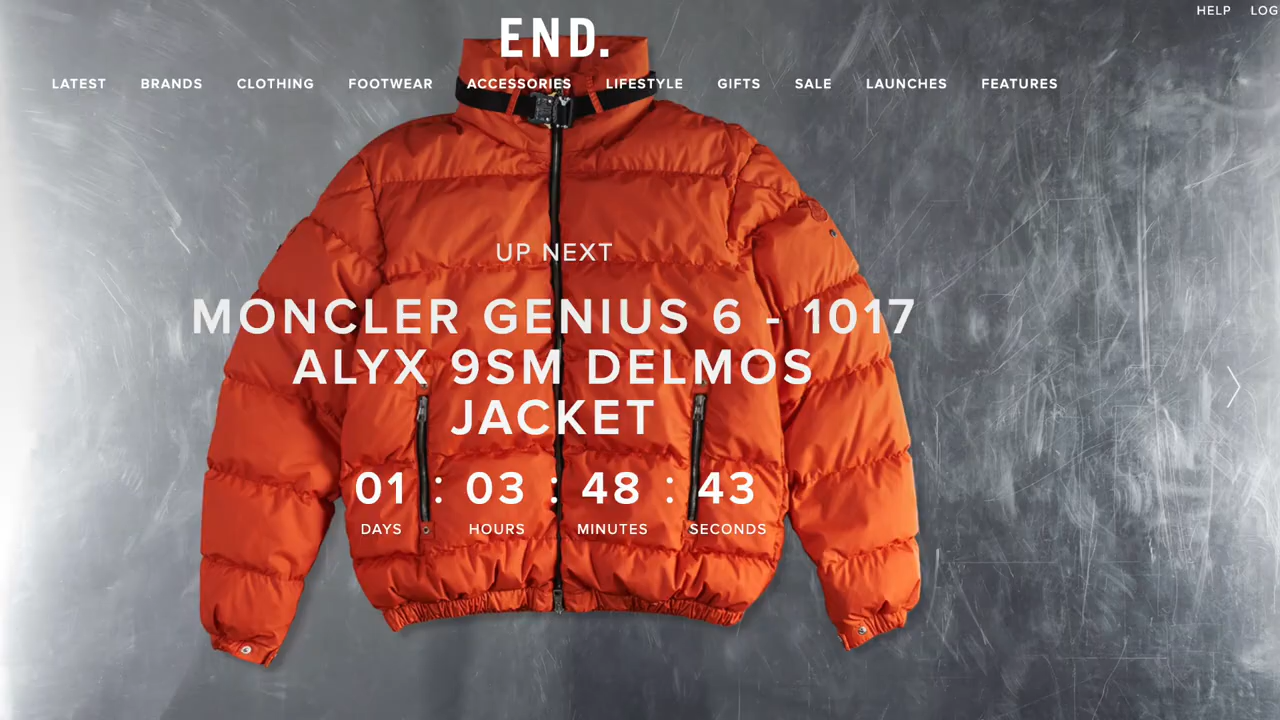 HELP LOG
END.
LATEST BRANDS CLOTHING FOOTWEAR ACCESSORIES LIFESTYLE GIFTS SALE LAUNCHES FEATURES
UP NEXT
MONCLER GENIUS 6 - 1017
ALYX 9SM DELMOS
JACKET
01 : 03 : 48 : 43
DAYS HOURS MINUTES SECONDS